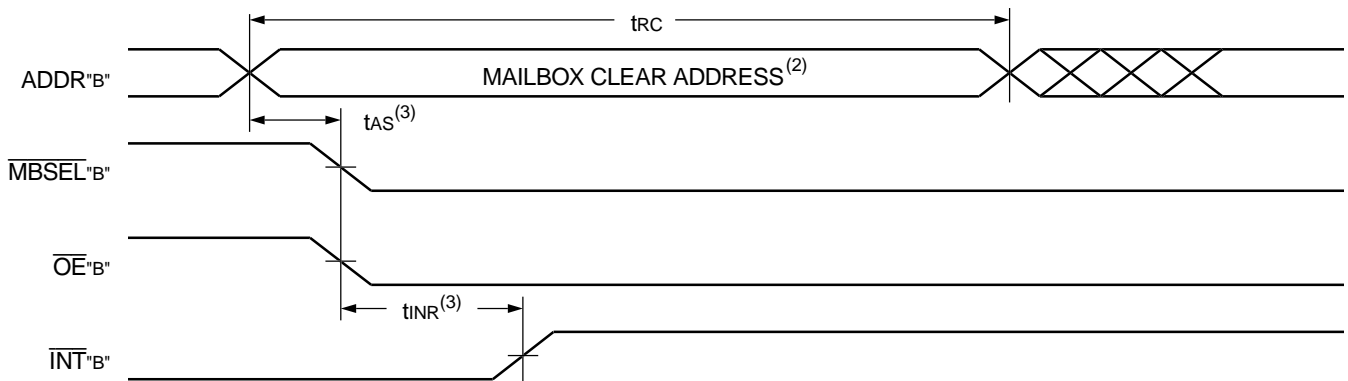 tRC
ADDR"B"
MAILBOX CLEAR ADDRESS(2)
tAS(3)
MBSEL"B"
OE"B"
tINR(3)
INT"B"